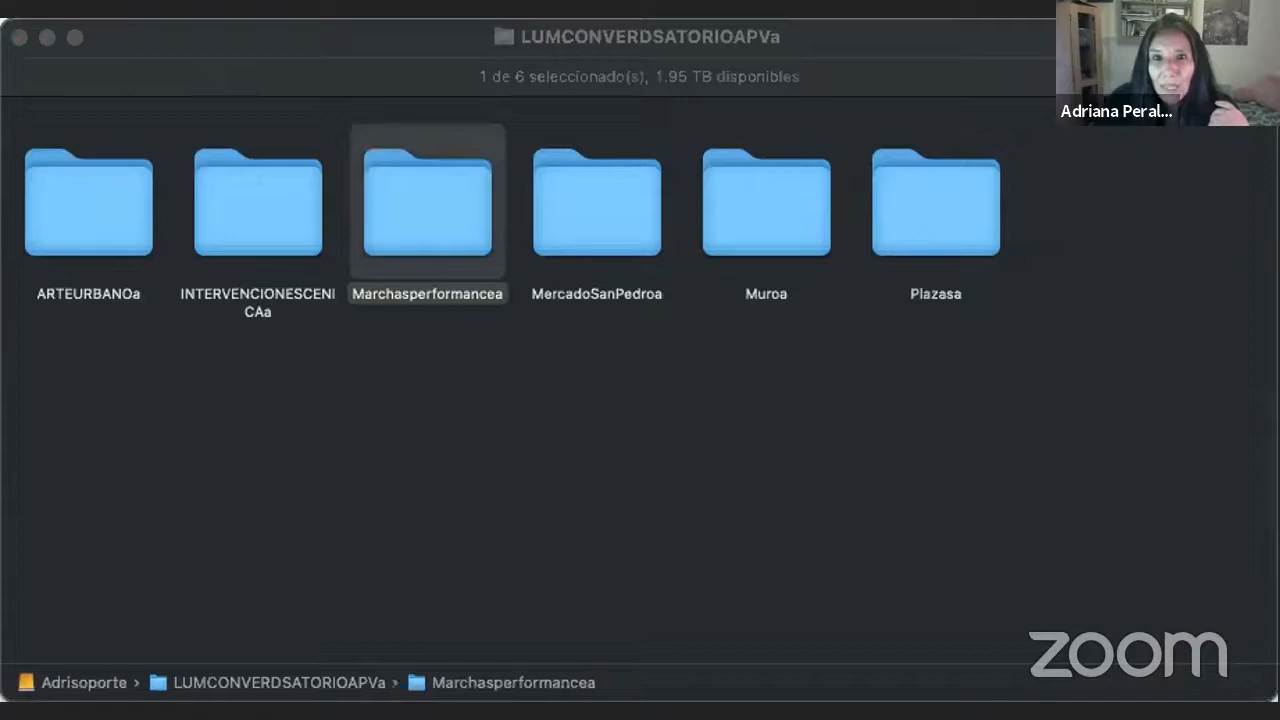 LUMCONVERDSATORIOAPVa
1 de 6 seleccionado(s), 1.95 TB disponibles
Adriana Peral...
ARTEURBANOa
INTERVENCIONESCENI
CAa
Marchasperformancea
MercadoSanPedroa
Muroa
Plazasa
zoom
Adrisoporte › LUMCONVERDSATORIOAPVa › Marchasperformancea